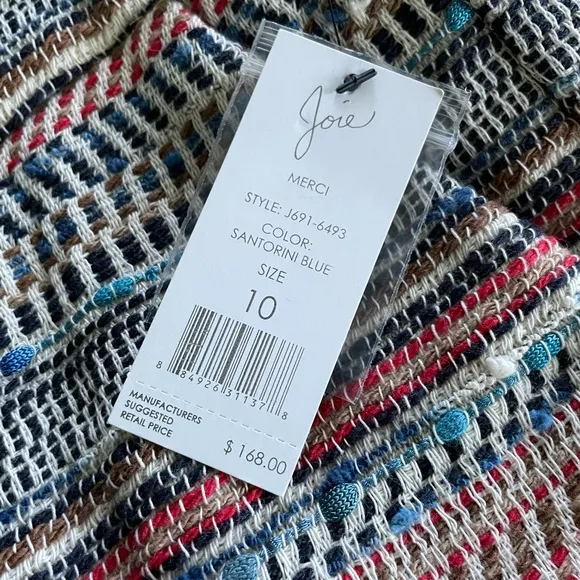 Joie
MERCI
STYLE: J691-6493
COLOR:
SANTORINI BLUE
SIZE
10
8 84926 31137 8
MANUFACTURERS
SUGGESTED
RETAIL PRICE
$ 168.00